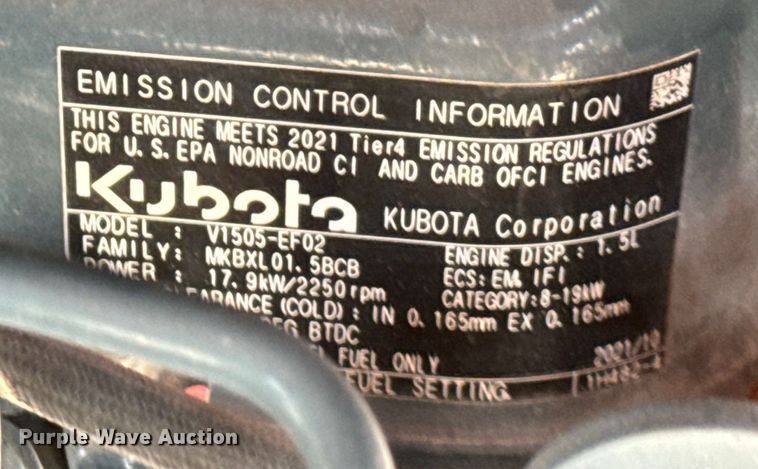 EMISSION CONTROL INFORMATION
THIS ENGINE MEETS 2021 Tier4 EMISSION REGULATIONS
FOR U.S.EPA NONROAD CI AND CARB OFCI ENGINES.
Kubota KUBOTA Corporation
MODEL : V1505-EF02 ENGINE DISP.: 1.5L
FAMILY: MKBXL01.5BCB ECS: EM IFI
POWER : 17.9kW/2250rpm CATEGORY:8-19kW
(COLD): IN 0.165mm EX 0.165mm
DEG BTDC
FUEL ONLY 2021/10
FUEL SETTING
Purple Wave Auction